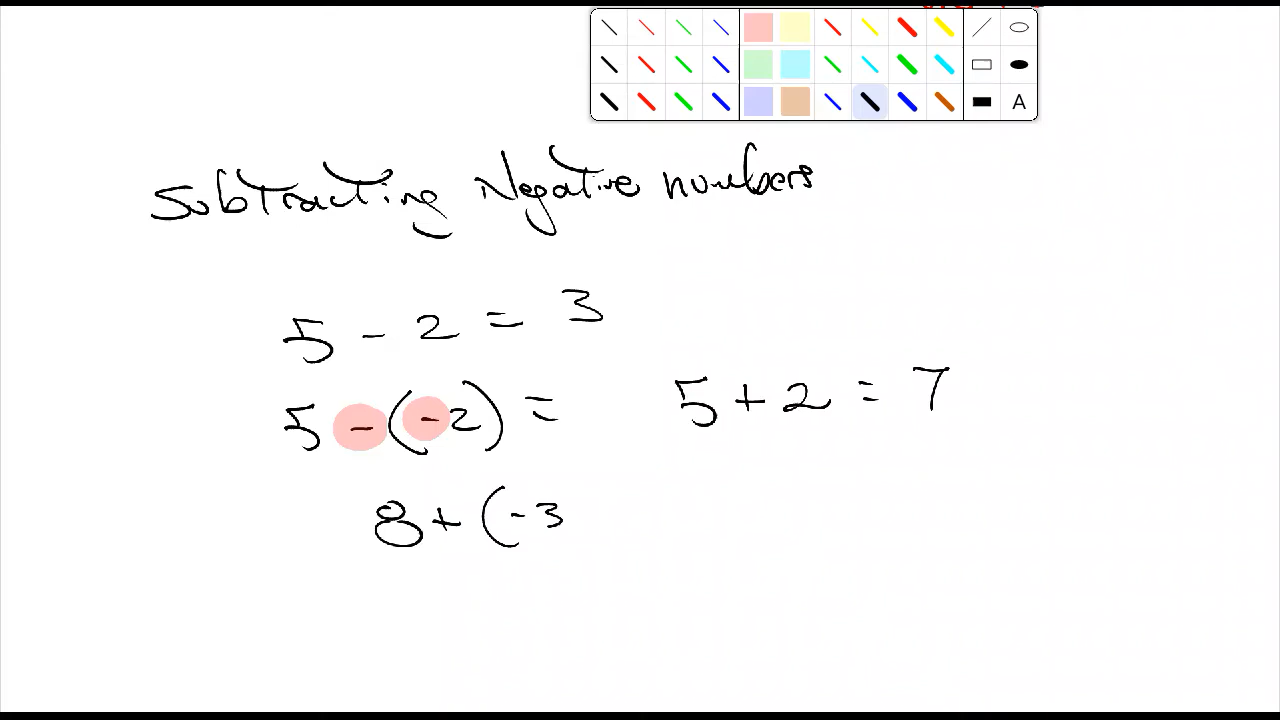 A
Subtracting Negative numbers
5 - 2 = 3
5 - (-2) = 5 + 2 = 7
8 + (-3